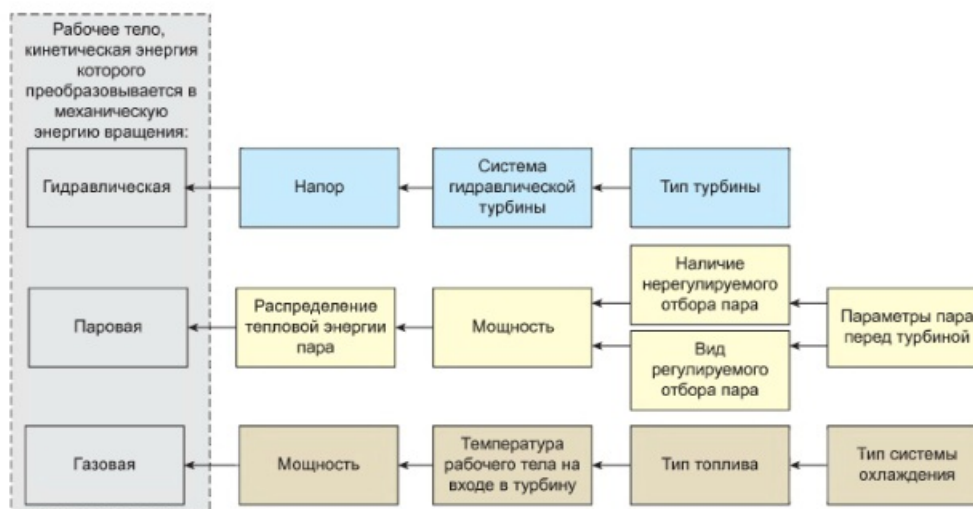 Рабочее тело,
кинетическая энергия
которого
преобразовывается в
механическую
энергию вращения:
Гидравлическая
Напор
Система
гидравлической
турбины
Тип турбины
Паровая
Распределение
тепловой энергии
пара
Мощность
Наличие
нерегулируемого
отбора пара
Вид
регулируемого
отбора пара
Параметры пара
перед турбиной
Газовая
Мощность
Температура
рабочего тела на
входе в турбину
Тип топлива
Тип системы
охлаждения